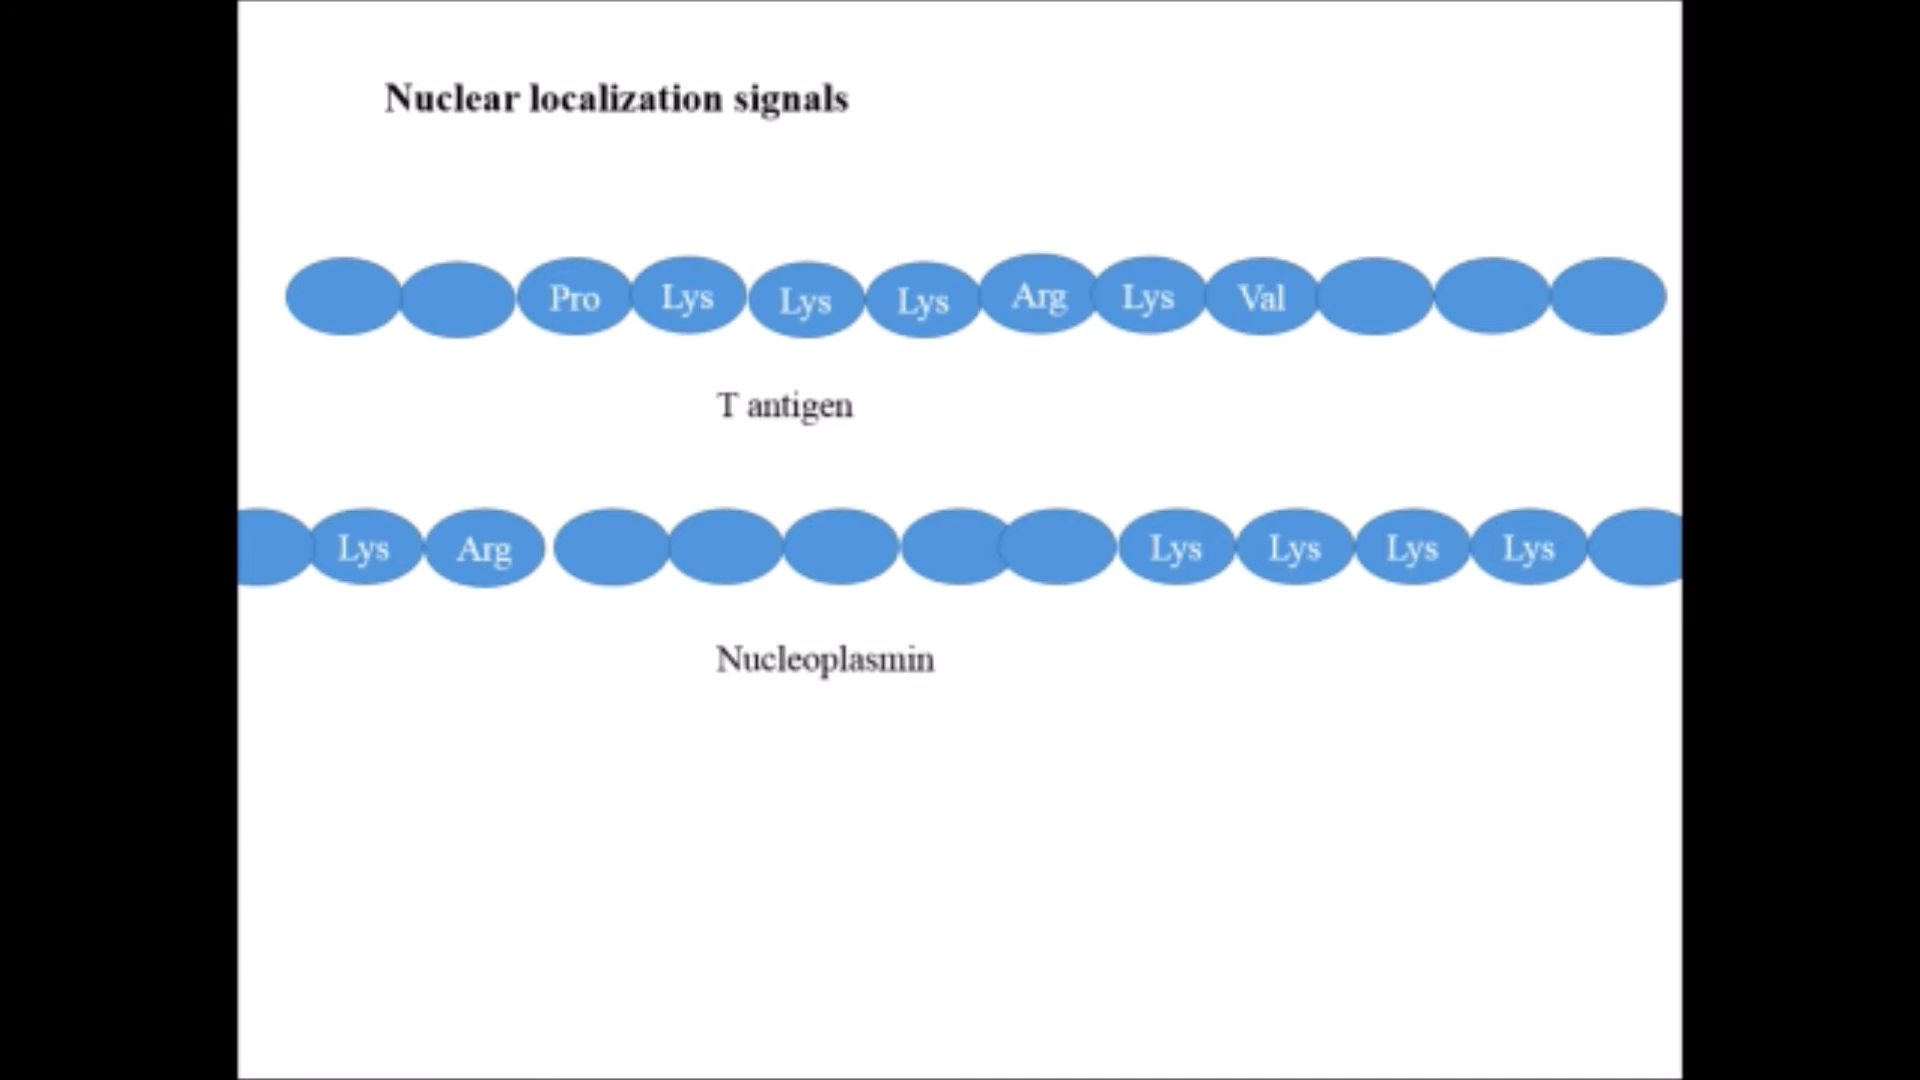 Nuclear localization signals
Pro Lys Lys Lys Arg Lys Val
T antigen
Lys Arg Lys Lys Lys Lys
Nucleoplasmin